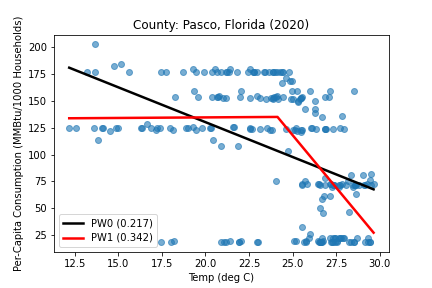 County: Pasco, Florida (2020)
Per-Capita Consumption (MMBtu/1000 Households)
200
175
150
125
100
75
50
25
PW0 (0.217)
PW1 (0.342)
12.5 15.0 17.5 20.0 22.5 25.0 27.5 30.0
Temp (deg C)